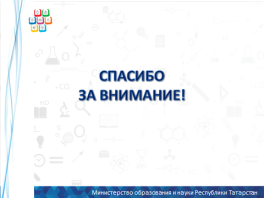 СПАСИБО
ЗА ВНИМАНИЕ!
Министерство образования и науки Республики Татарстан